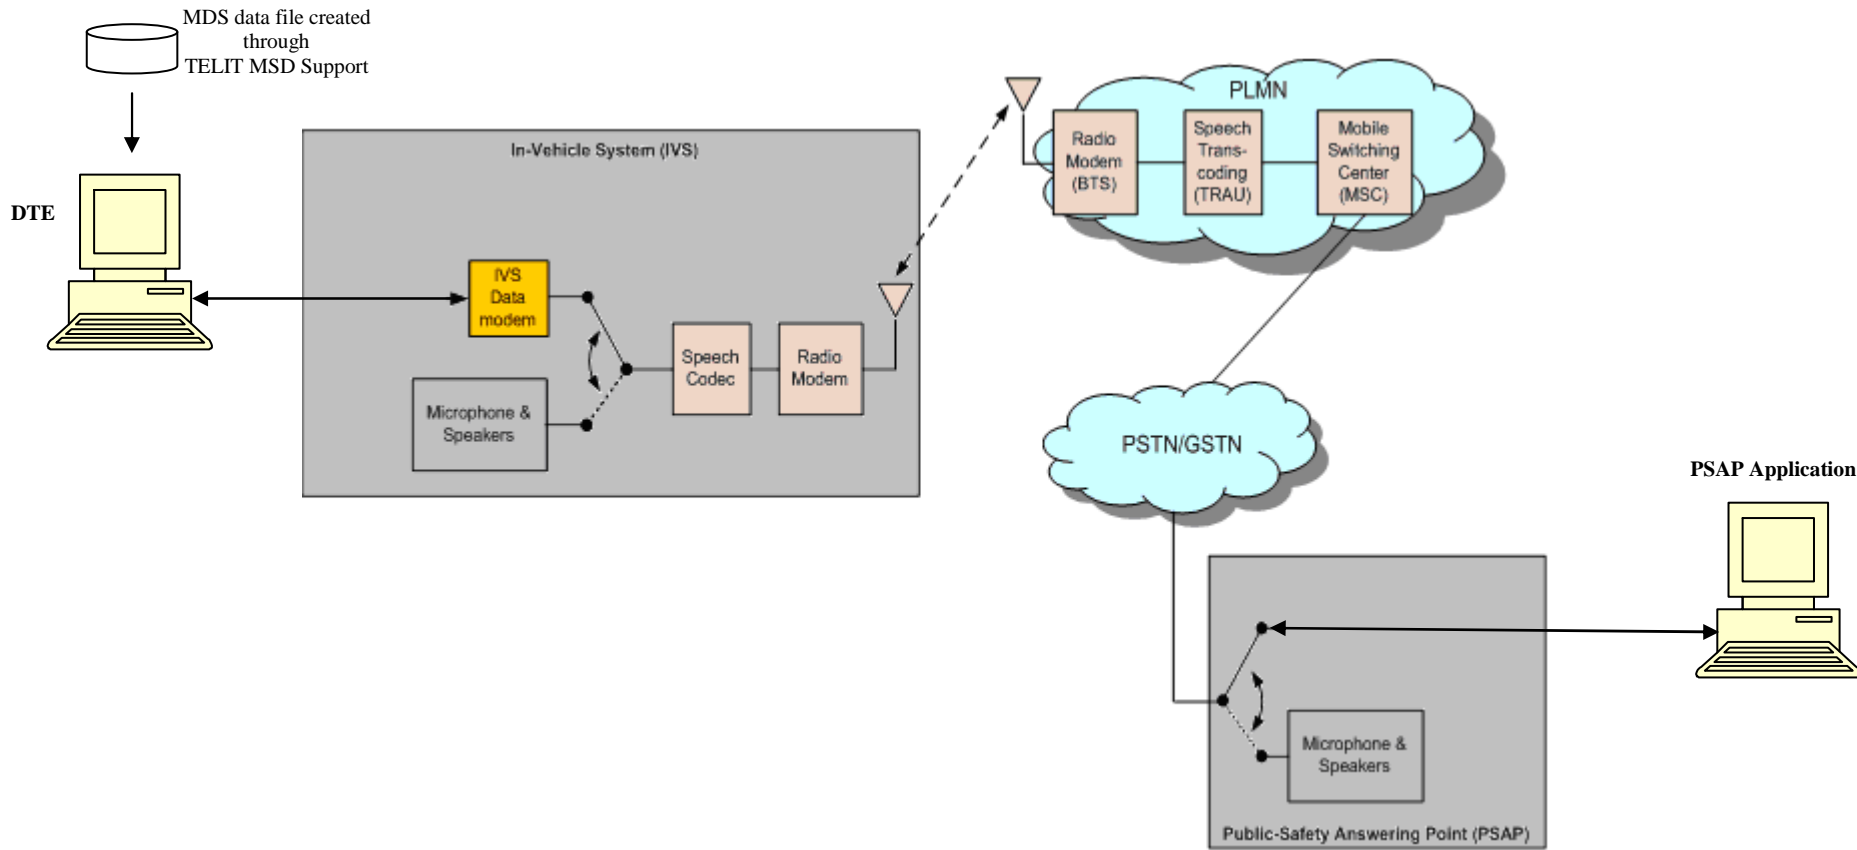 MDS data file created
through
TELIT MSD Support
DTE
In-Vehicle System (IVS)
IVS
Data
modem
Microphone &
Speakers
Speech
Codec
Radio
Modem
PLMN
Radio
Modem
(BTS)
Speech
Trans-
coding
(TRAU)
Mobile
Switching
Center
(MSC)
PSTN/GSTN
PSAP Application
Microphone &
Speakers
Public-Safety Answering Point (PSAP)